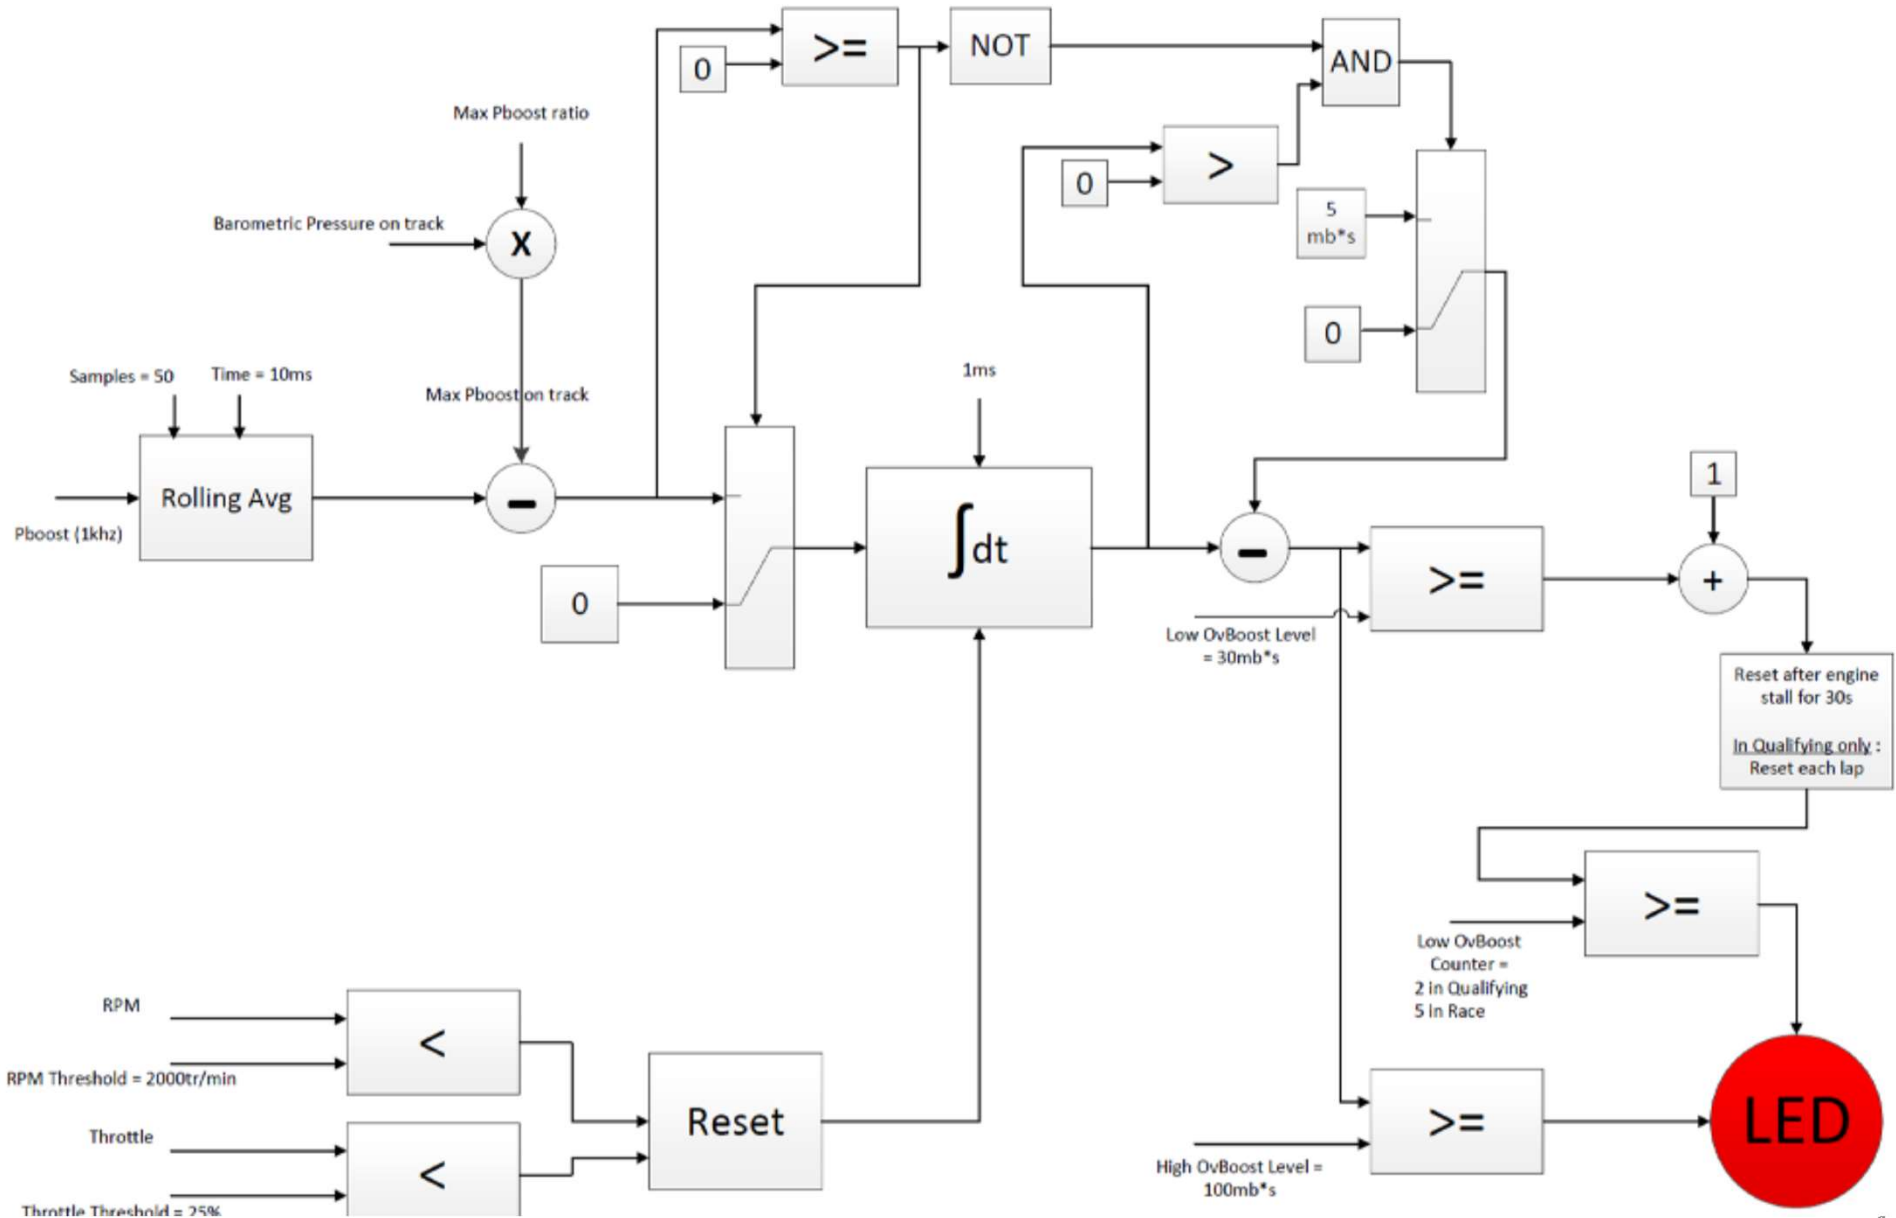 >=
NOT
AND
0
Max Pboost ratio
>
0
5
mb*s
Barometric Pressure on track
X
0
Samples = 50
Time = 10ms
1ms
Max Pboost on track
1
Rolling Avg
-
Pboost (1khz)
∫dt
-
>=
+
0
Low OvBoost Level
= 30mb*s
Reset after engine
stall for 30s
In Qualifying only :
Reset each lap
>=
Low OvBoost
Counter =
2 in Qualifying
5 in Race
RPM
<
RPM Threshold = 2000tr/min
Reset
>=
LED
Throttle
<
High OvBoost Level =
100mb*s
Throttle Threshold = 25%